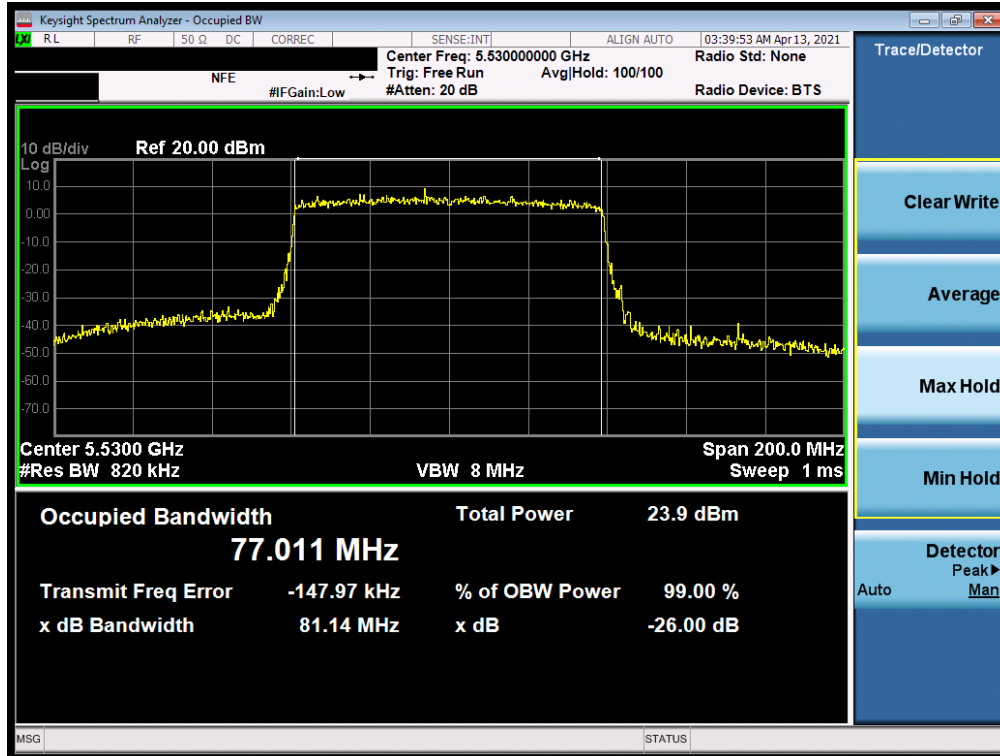 Keysight Spectrum Analyzer - Occupied BW
LXI RL RF 50 Ω DC CORREC SENSE:INT ALIGN AUTO 03:39:53 AM Apr 13, 2021
Center Freq: 5.530000000 GHz Radio Std: None
NFE Trig: Free Run Avg|Hold: 100/100
#IFGain:Low #Atten: 20 dB Radio Device: BTS
Trace/Detector
10 dB/div Ref 20.00 dBm
Log
10.0
0.00
-10.0
-20.0
-30.0
-40.0
-50.0
-60.0
-70.0
Center 5.5300 GHz Span 200.0 MHz
#Res BW 820 kHz VBW 8 MHz Sweep 1 ms
Occupied Bandwidth Total Power 23.9 dBm
77.011 MHz
Transmit Freq Error -147.97 kHz % of OBW Power 99.00 %
x dB Bandwidth 81.14 MHz x dB -26.00 dB
Clear Write
Average
Max Hold
Min Hold
Detector
Peak▶
Auto Man
MSG STATUS